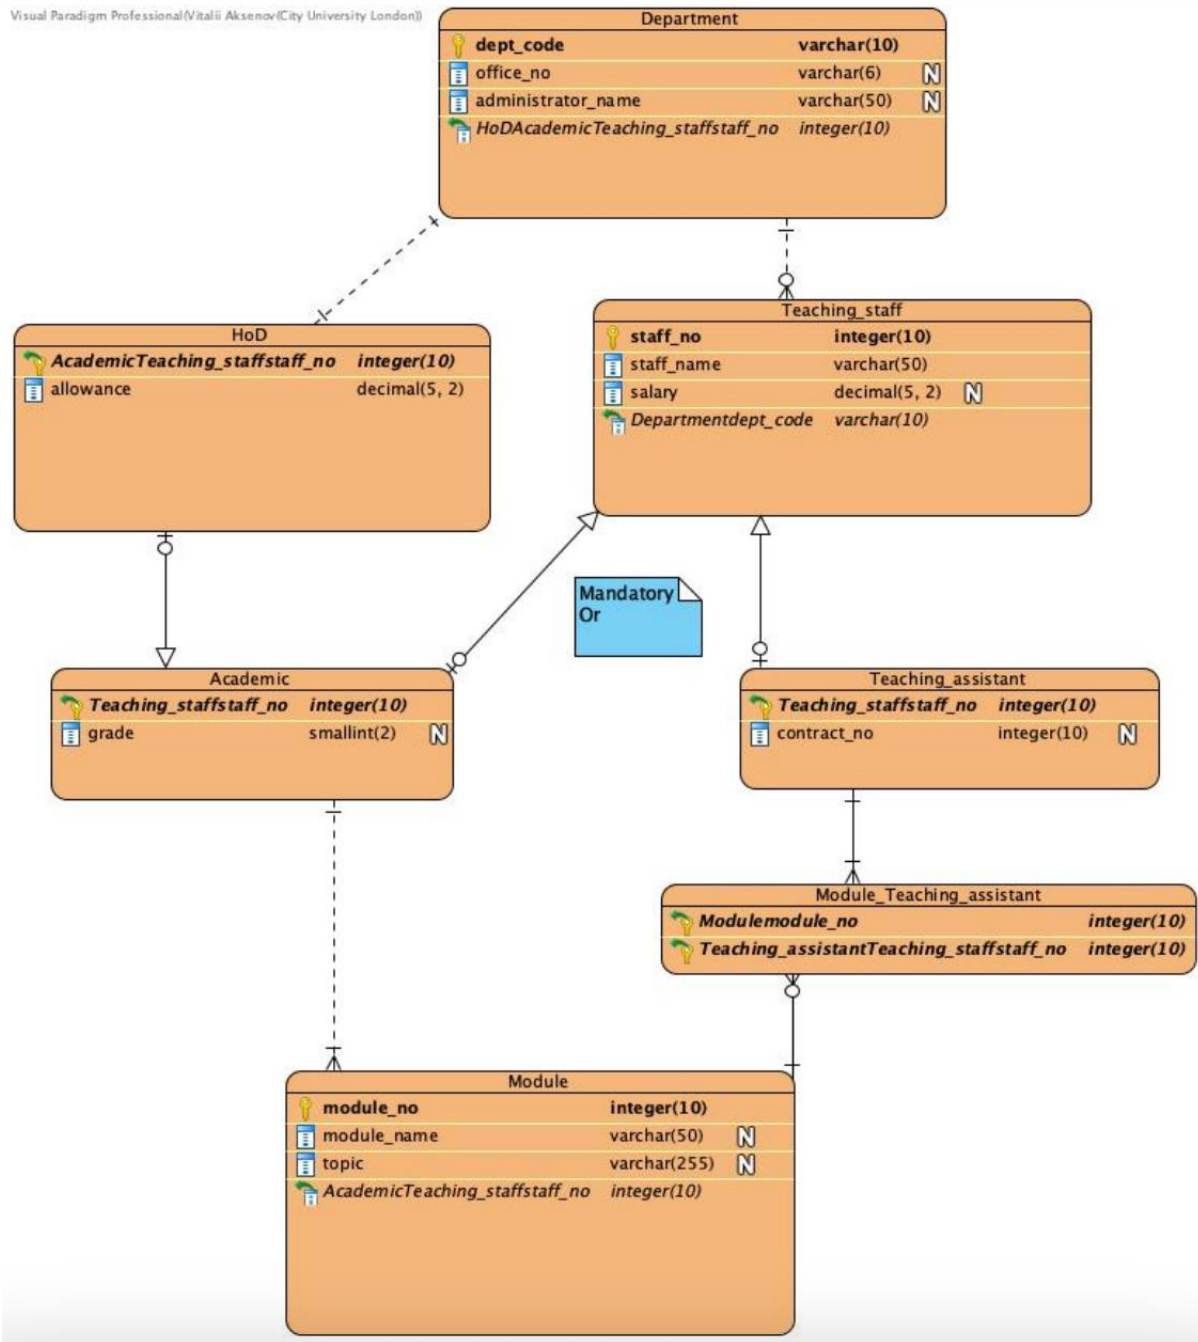 Visual Paradigm Professional(Vitalii Aksenov(City University London))
Department
dept_code varchar(10)
office_no varchar(6) N
administrator_name varchar(50) N
HoDAcademicTeaching_staffstaff_no integer(10)
Teaching_staff
staff_no integer(10)
staff_name varchar(50)
salary decimal(5, 2) N
Departmentdept_code varchar(10)
HoD
AcademicTeaching_staffstaff_no integer(10)
allowance decimal(5, 2)
Mandatory
Or
Academic
Teaching_staffstaff_no integer(10)
grade smallint(2) N
Teaching_assistant
Teaching_staffstaff_no integer(10)
contract_no integer(10) N
Module_Teaching_assistant
Modulemodule_no integer(10)
Teaching_assistantTeaching_staffstaff_no integer(10)
Module
module_no integer(10)
module_name varchar(50) N
topic varchar(255) N
AcademicTeaching_staffstaff_no integer(10)